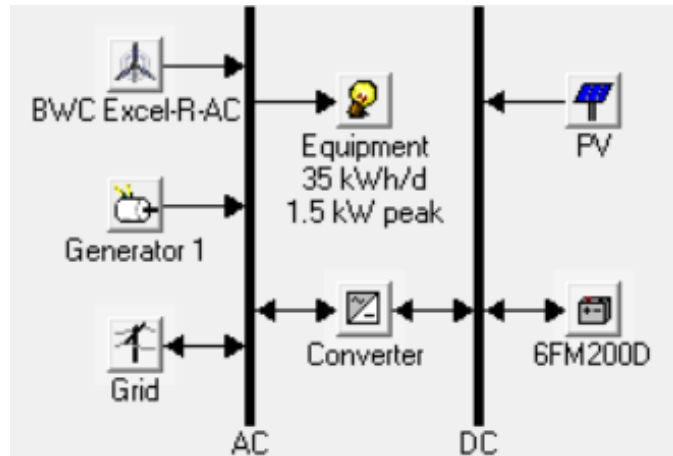 BWC Excel-R-AC
Equipment
35 kWh/d
1.5 kW peak
PV
Generator 1
Grid
Converter
6FM200D
AC
DC